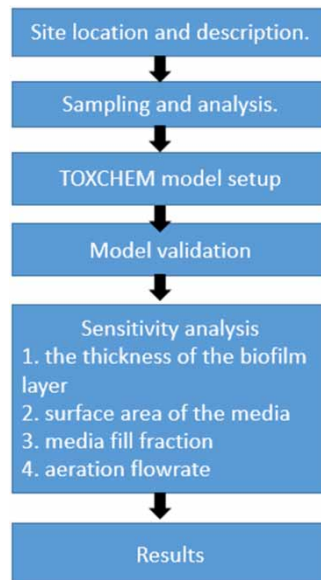 Site location and description.
Sampling and analysis.
TOXCHEM model setup
Model validation
Sensitivity analysis
1. the thickness of the biofilm
layer
2. surface area of the media
3. media fill fraction
4. aeration flowrate
Results